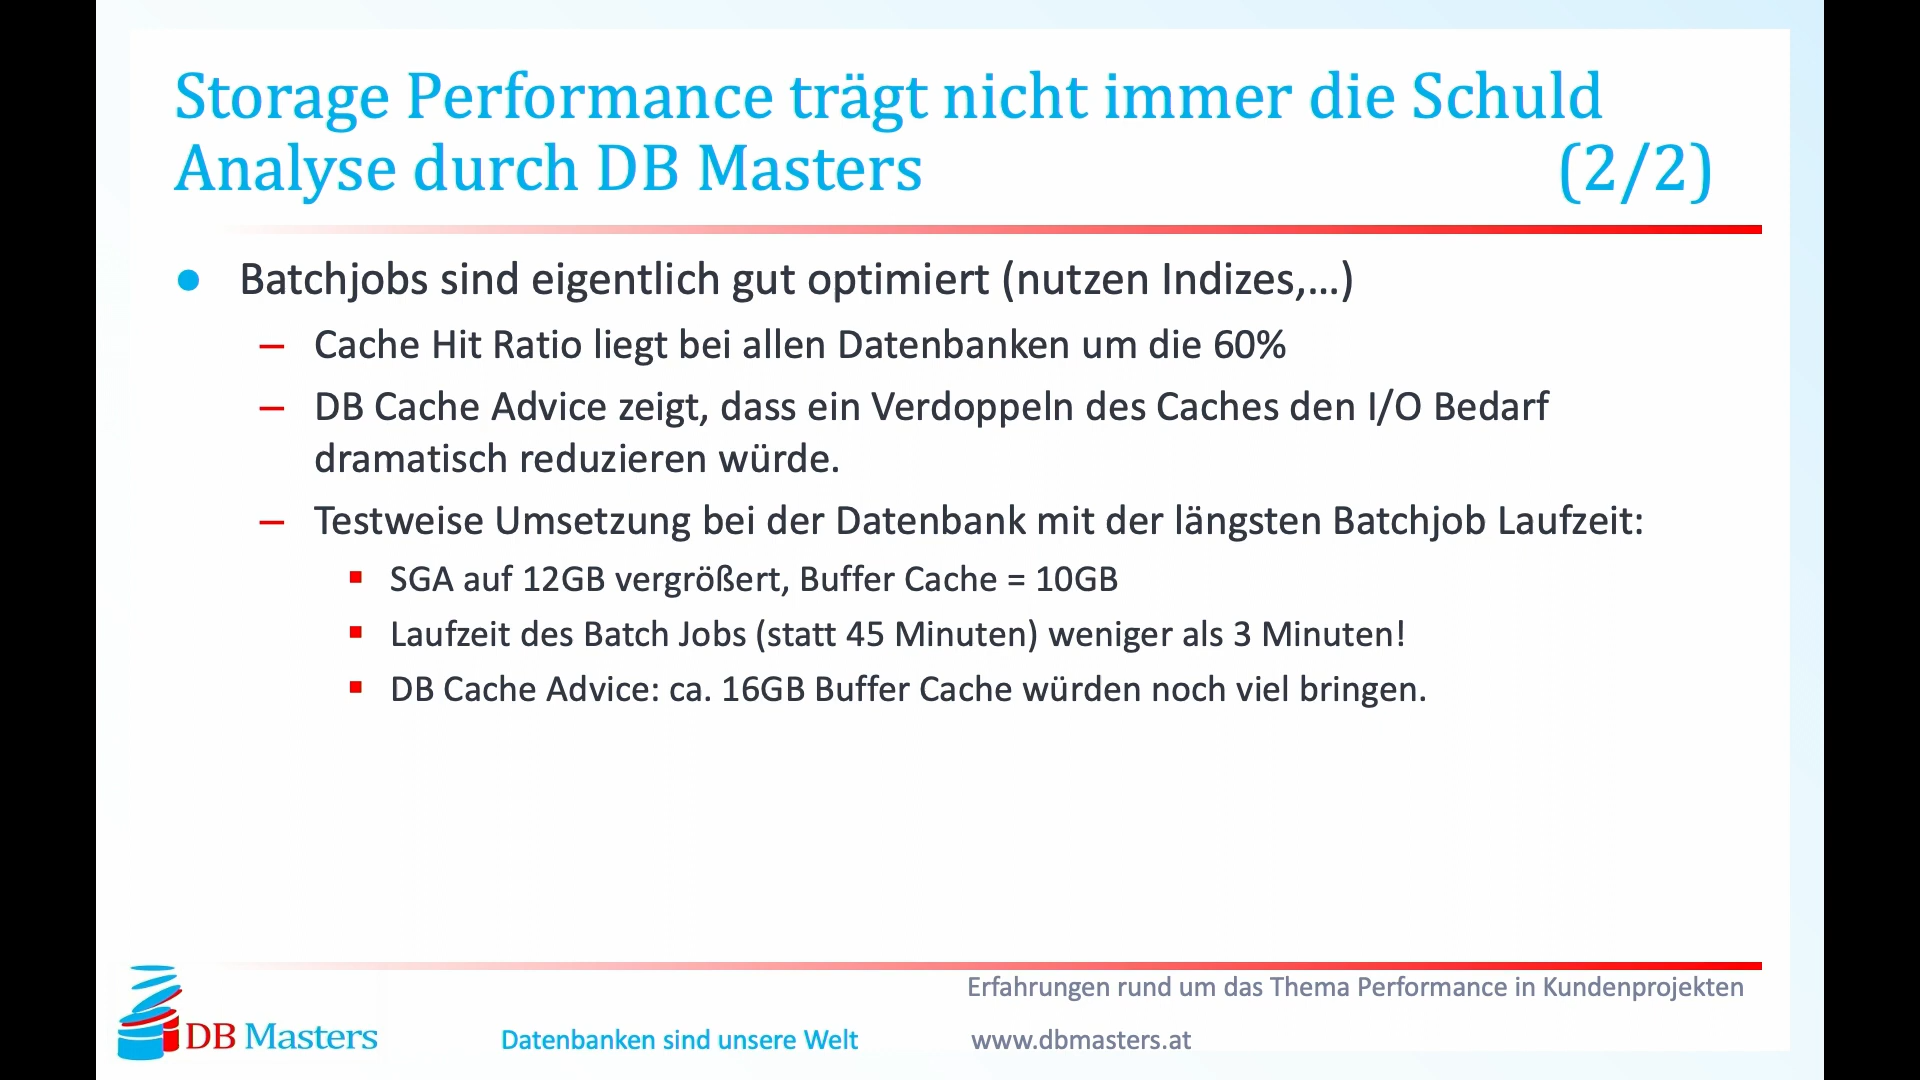 Storage Performance trägt nicht immer die Schuld
Analyse durch DB Masters (2/2)
● Batchjobs sind eigentlich gut optimiert (nutzen Indizes,...)
– Cache Hit Ratio liegt bei allen Datenbanken um die 60%
– DB Cache Advice zeigt, dass ein Verdoppeln des Caches den I/O Bedarf
dramatisch reduzieren würde.
– Testweise Umsetzung bei der Datenbank mit der längsten Batchjob Laufzeit:
▪ SGA auf 12GB vergrößert, Buffer Cache = 10GB
▪ Laufzeit des Batch Jobs (statt 45 Minuten) weniger als 3 Minuten!
▪ DB Cache Advice: ca. 16GB Buffer Cache würden noch viel bringen.
Erfahrungen rund um das Thema Performance in Kundenprojekten
DB Masters
Datenbanken sind unsere Welt
www.dbmasters.at